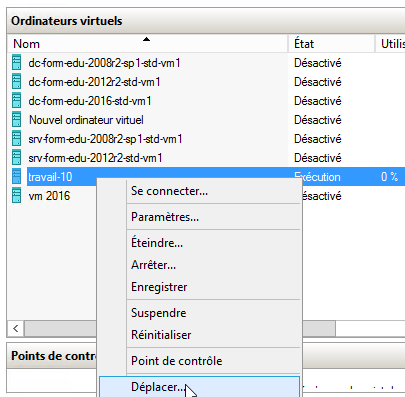 Ordinateurs virtuels
Nom État Utilis
dc-form-edu-2008r2-sp1-std-vm1 Désactivé
dc-form-edu-2012r2-std-vm1 Désactivé
dc-form-edu-2016-std-vm1 Désactivé
Nouvel ordinateur virtuel Désactivé
srv-form-edu-2008r2-sp1-std-vm1 Désactivé
srv-form-edu-2012r2-std-vm1 Désactivé
travail-10 Exécution 0 %
vm 2016 Désactivé
Se connecter...
Paramètres...
Éteindre...
Arrêter...
Enregistrer
Suspendre
Réinitialiser
Points de contr
Point de contrôle
Déplacer...